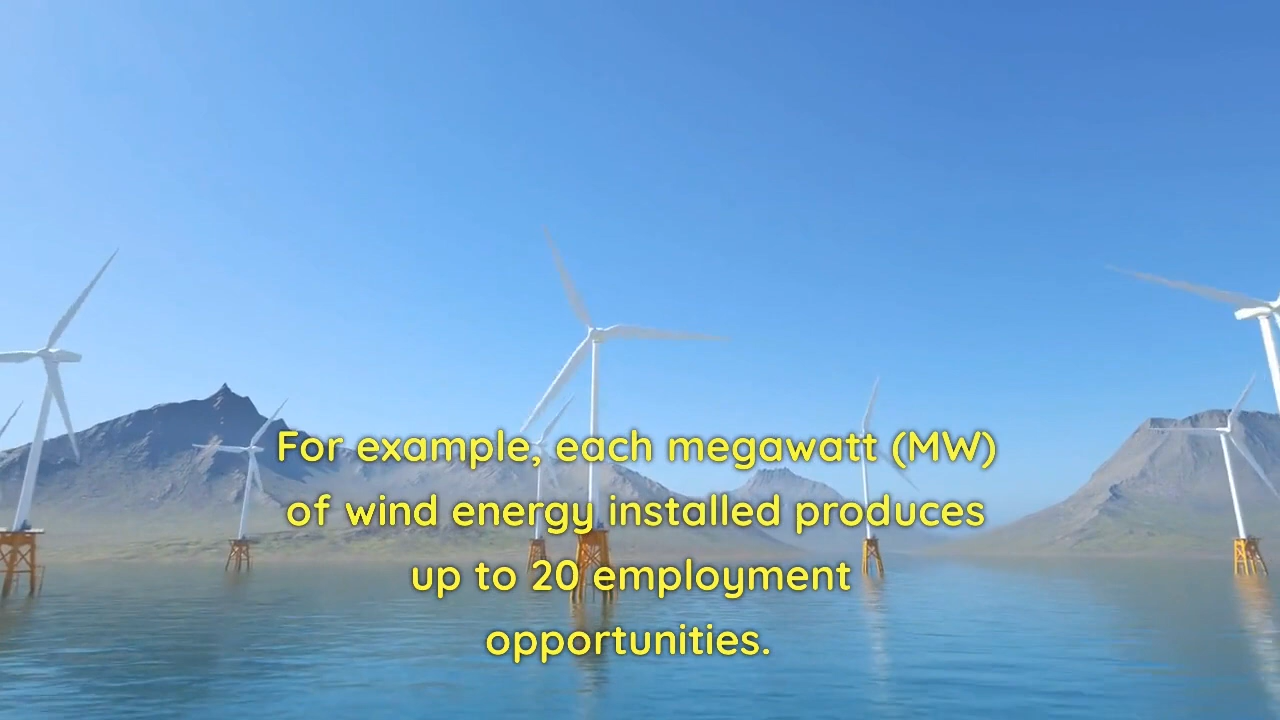 For example, each megawatt (MW)
of wind energy installed produces
up to 20 employment
opportunities.